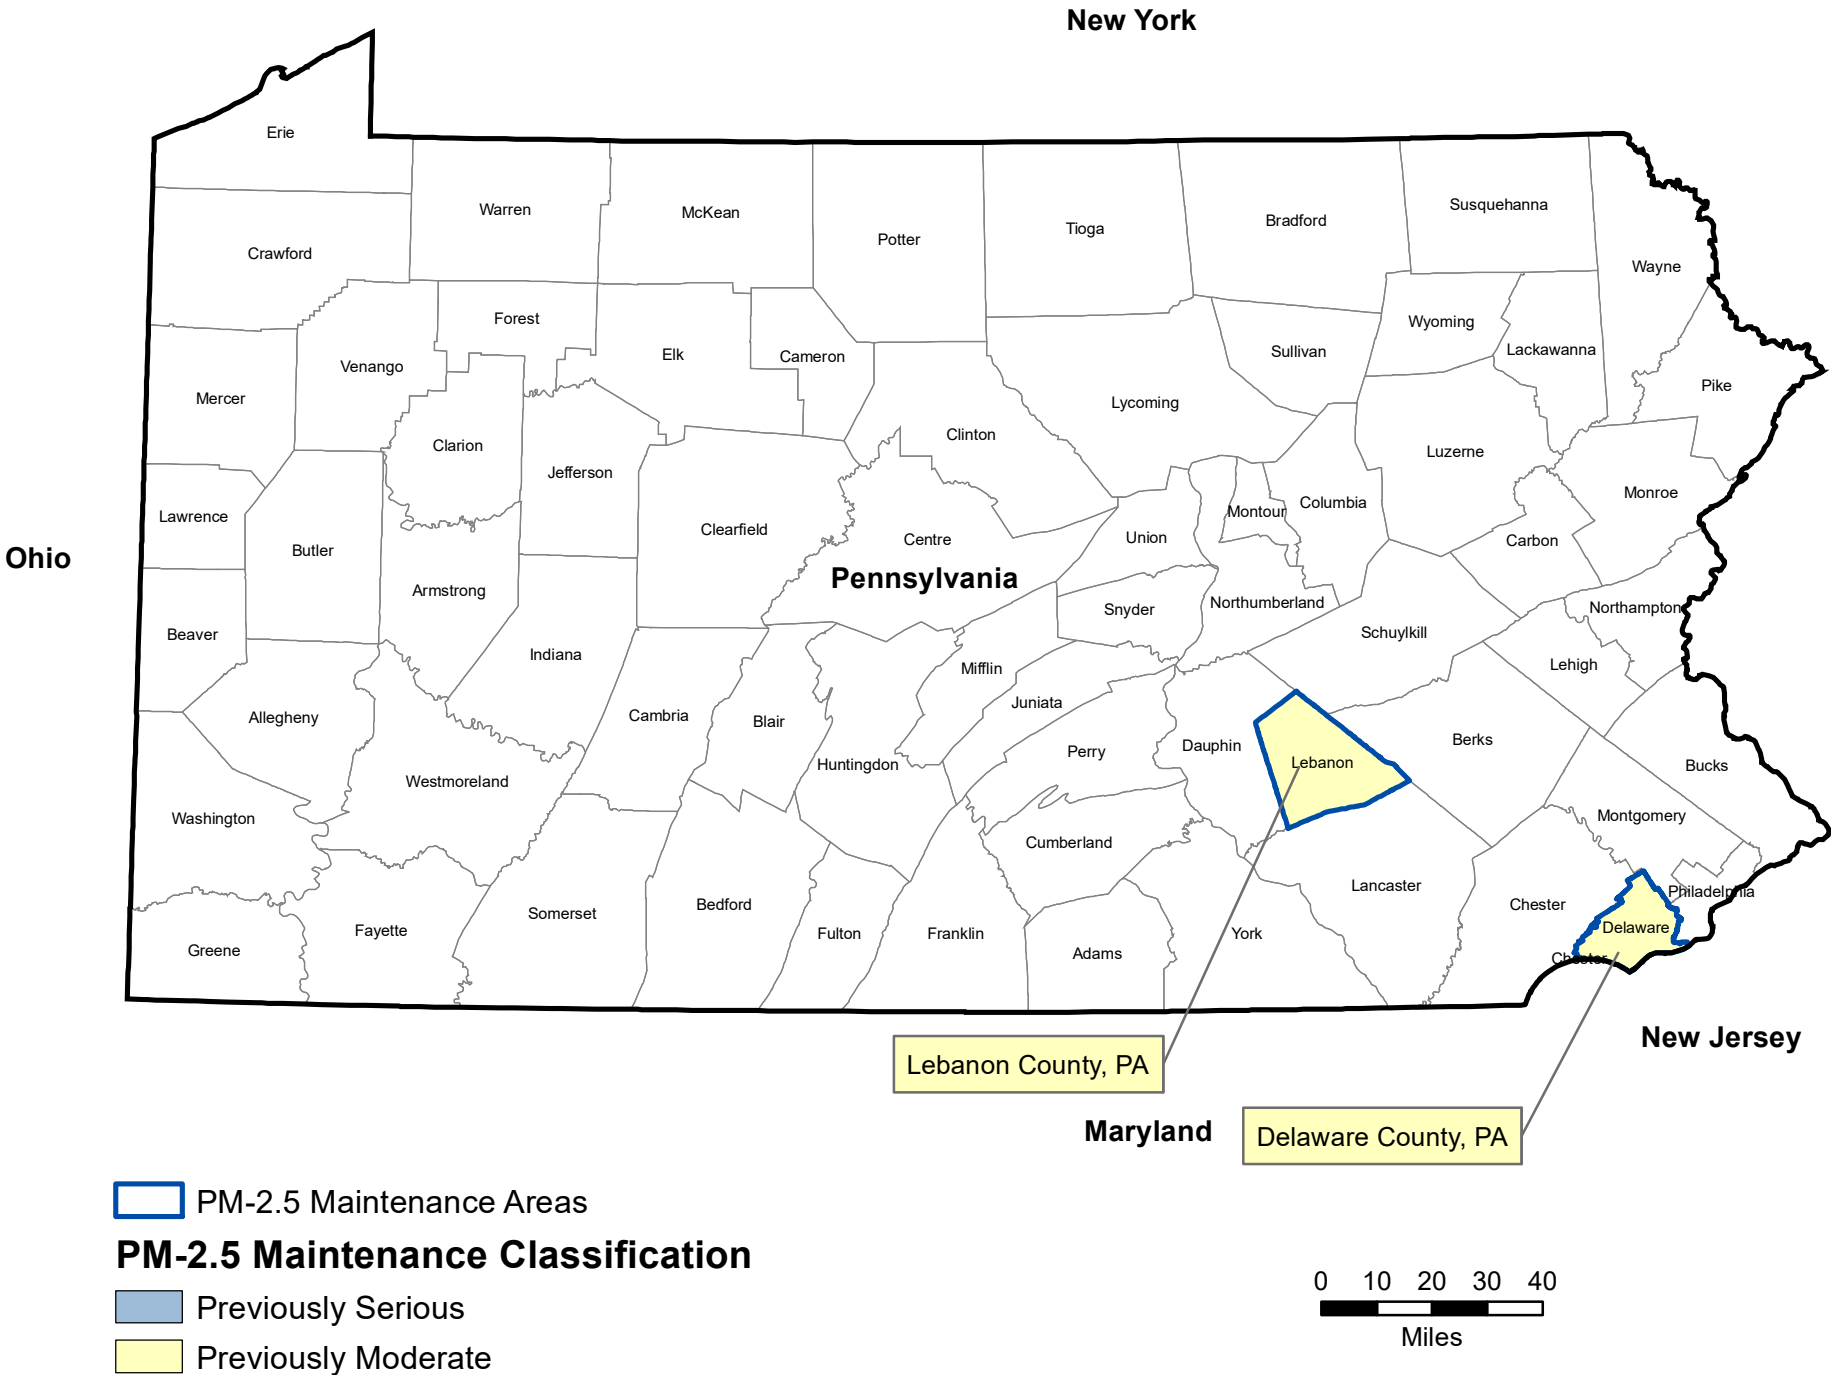 New York
Erie
Warren
McKean
Potter
Tioga
Bradford
Susquehanna
Crawford
Wayne
Forest
Venango
Elk
Cameron
Sullivan
Wyoming
Lackawanna
Mercer
Pike
Lycoming
Clarion
Clinton
Jefferson
Luzerne
Monroe
Lawrence
Clearfield
Montour
Columbia
Ohio
Butler
Centre
Union
Carbon
Pennsylvania
Armstrong
Snyder
Northumberland
Northampton
Beaver
Schuylkill
Indiana
Mifflin
Lehigh
Allegheny
Cambria
Blair
Juniata
Dauphin
Berks
Perry
Huntingdon
Lebanon
Bucks
Westmoreland
Washington
Montgomery
Cumberland
Lancaster
Philadelphia
Somerset
Bedford
Chester
Fayette
Fulton
Franklin
York
Delaware
Greene
Adams
Chester
New Jersey
Lebanon County, PA
Maryland
Delaware County, PA
PM-2.5 Maintenance Areas
PM-2.5 Maintenance Classification
Previously Serious
Previously Moderate
0 10 20 30 40
Miles